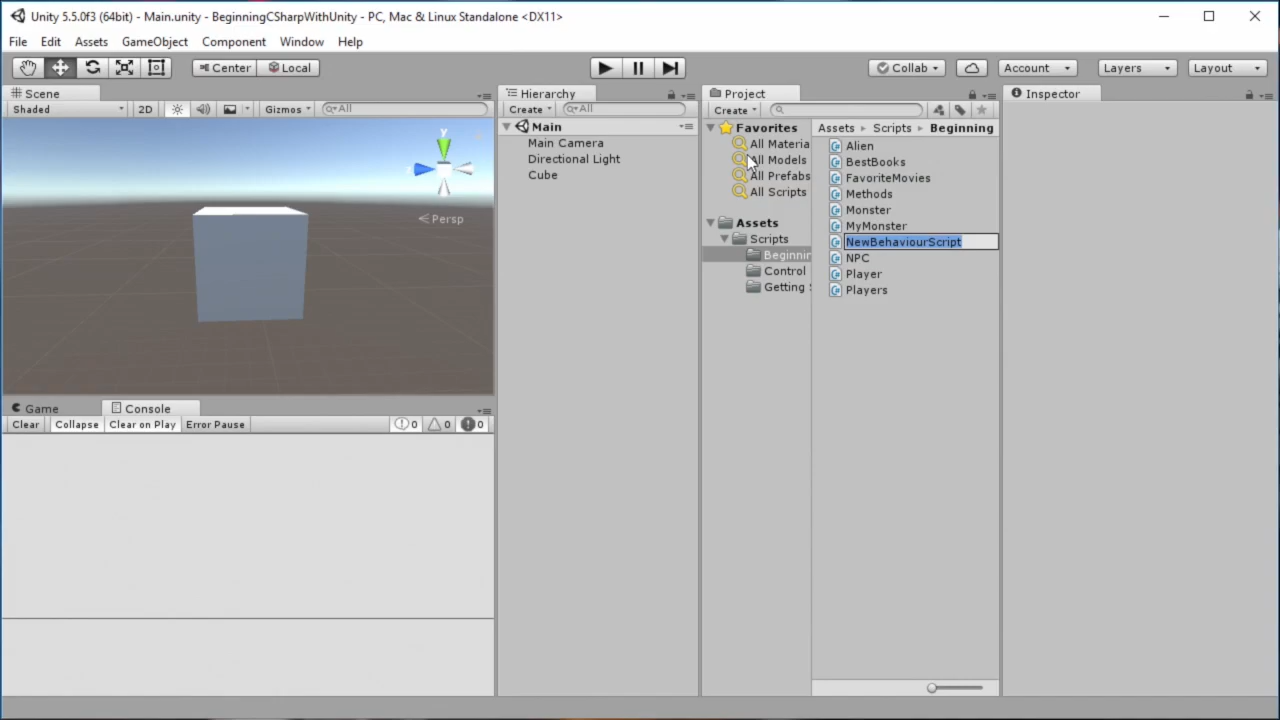 Unity 5.5.0f3 (64bit) - Main.unity - BeginningCSharpWithUnity - PC, Mac & Linux Standalone <DX11>
File Edit Assets GameObject Component Window Help
Center Local Collab Account Layers Layout
Scene
Shaded 2D Gizmos All
y
Persp
Hierarchy
Create All
Main
Main Camera
Directional Light
Cube
Project
Create
Favorites
All Materia
All Models
All Prefabs
All Scripts
Assets
Scripts
Beginnin
Control
Getting
Assets Scripts Beginning
Alien
BestBooks
FavoriteMovies
Methods
Monster
MyMonster
NewBehaviourScript
NPC
Player
Players
Inspector
Game Console
Clear Collapse Clear on Play Error Pause 0 0 0